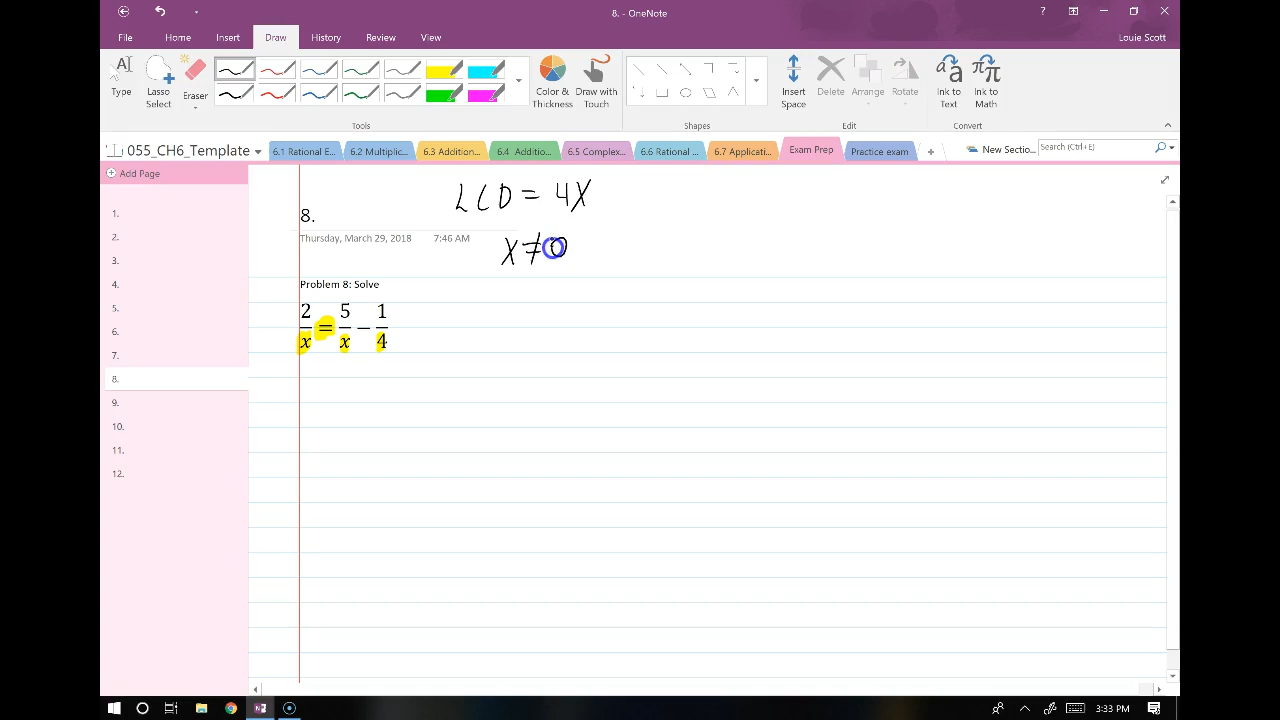 8. - OneNote
?
File Home Insert Draw History Review View
Louie Scott
Type
Lasso Select
Eraser
Color & Thickness
Draw with Touch
Insert Space
Delete
Arrange
Rotate
Ink to Text
Ink to Math
Tools
Shapes
Edit
Convert
055_CH6_Template
6.1 Rational E...
6.2 Multiplic...
6.3 Addition...
6.4 Additio...
6.5 Complex...
6.6 Rational ...
6.7 Applicati...
Exam Prep
Practice exam
+
New Sectio...
Search (Ctrl+E)
Add Page
1.
2.
3.
4.
5.
6.
7.
8.
9.
10.
11.
12.
LCD = 4X
8.
Thursday, March 29, 2018 7:46 AM
X ≠ 0
Problem 8: Solve
2/x = 5/x − 1/4
3:33 PM